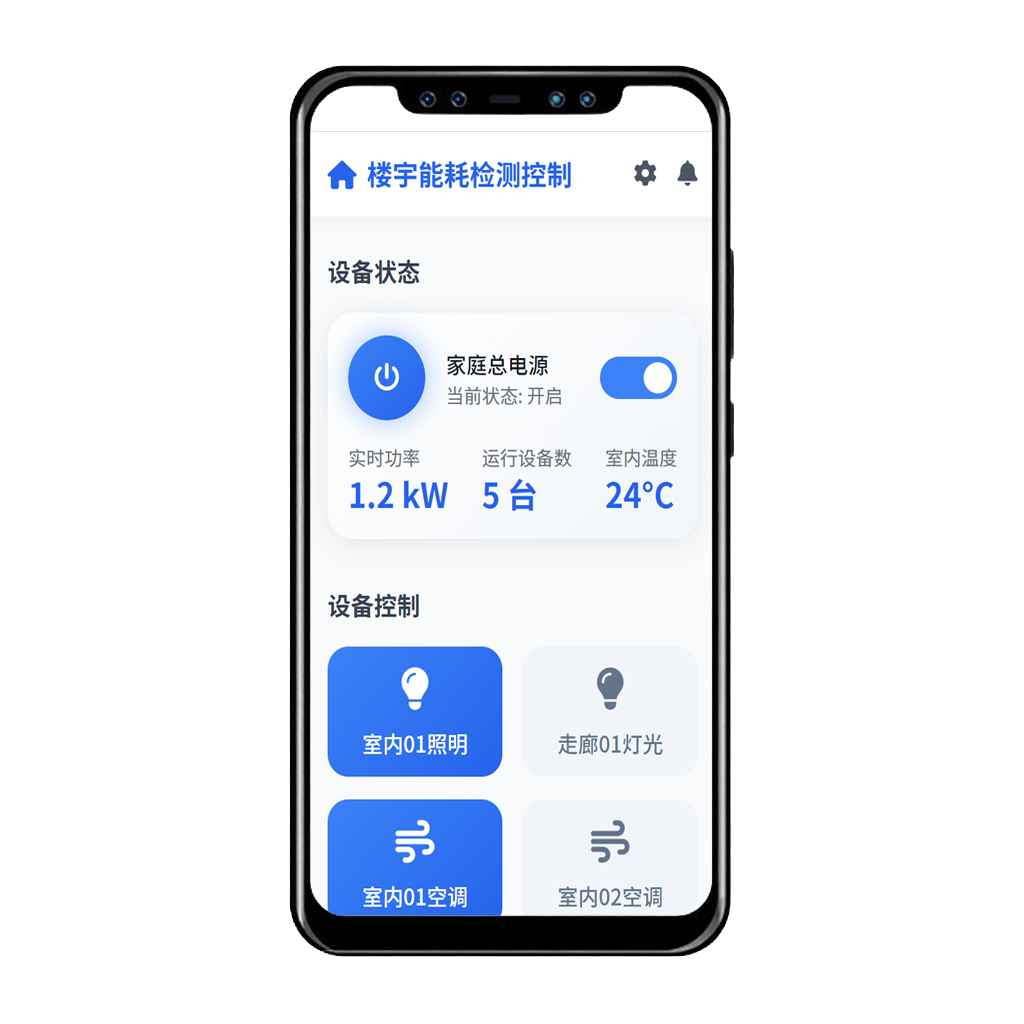 楼宇能耗检测控制
设备状态
家庭总电源
当前状态: 开启
实时功率
运行设备数
室内温度
1.2 kW
5 台
24°C
设备控制
室内01照明
走廊01灯光
室内01空调
室内02空调